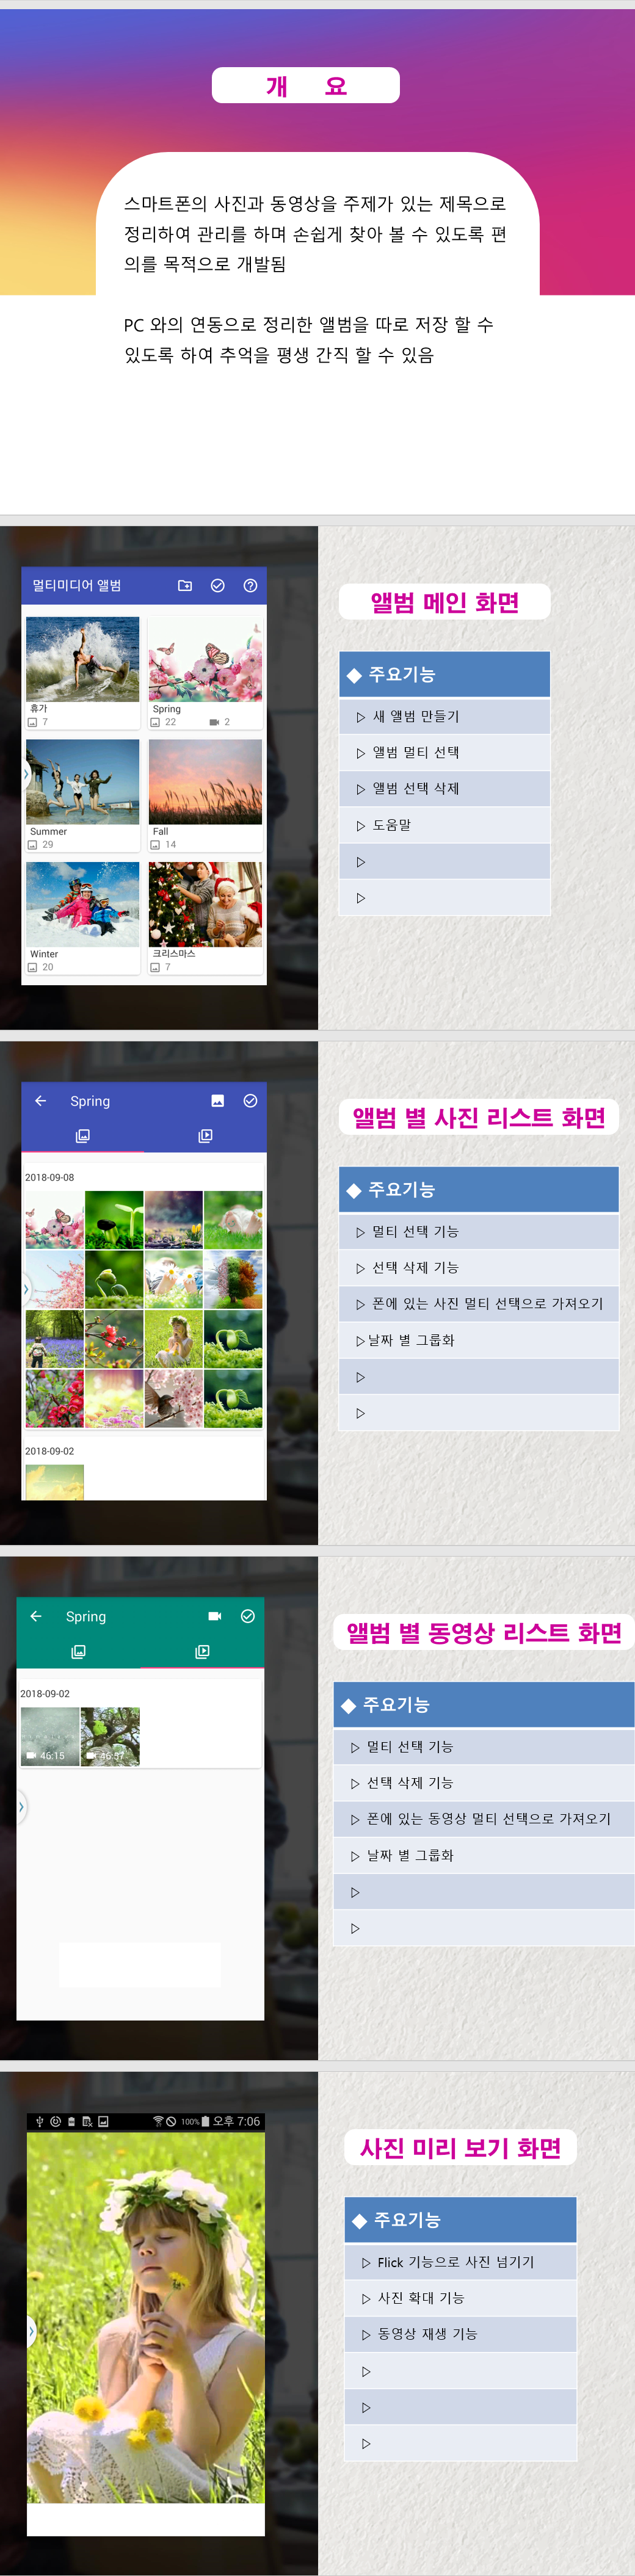 개 요
스마트폰의 사진과 동영상을 주제가 있는 제목으로
정리하여 관리를 하며 손쉽게 찾아 볼 수 있도록 편
의를 목적으로 개발됨
PC 와의 연동으로 정리한 앨범을 따로 저장 할 수
있도록 하여 추억을 평생 간직 할 수 있음
멀티미디어 앨범
휴가
7
Spring
22 2
Summer
29
Fall
14
Winter
20
크리스마스
7
앨범 메인 화면
◆ 주요기능
▷ 새 앨범 만들기
▷ 앨범 멀티 선택
▷ 앨범 선택 삭제
▷ 도움말
▷
▷
Spring
2018-09-08
2018-09-02
앨범 별 사진 리스트 화면
◆ 주요기능
▷ 멀티 선택 기능
▷ 선택 삭제 기능
▷ 폰에 있는 사진 멀티 선택으로 가져오기
▷날짜 별 그룹화
▷
▷
Spring
2018-09-02
46:15
앨범 별 동영상 리스트 화면
◆ 주요기능
▷ 멀티 선택 기능
▷ 선택 삭제 기능
▷ 폰에 있는 동영상 멀티 선택으로 가져오기
▷ 날짜 별 그룹화
▷
▷
100% 오후 7:06
사진 미리 보기 화면
◆ 주요기능
▷ Flick 기능으로 사진 넘기기
▷ 사진 확대 기능
▷ 동영상 재생 기능
▷
▷
▷